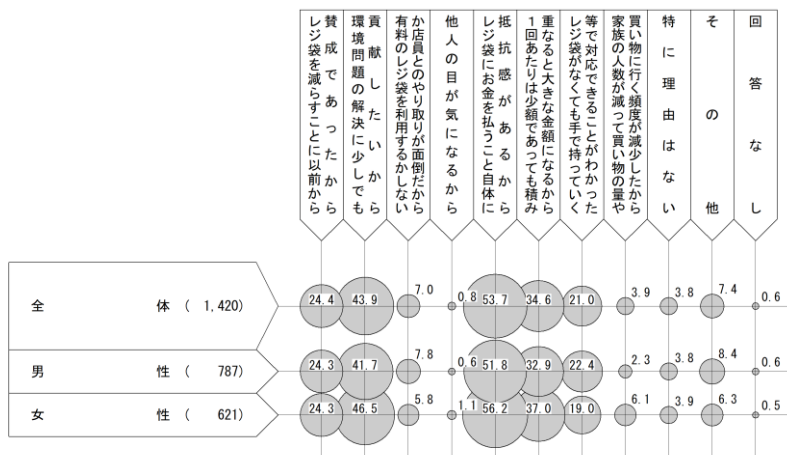 レジ袋を減らすことに以前から
賛成であったから
環境問題の解決に少しでも
貢献したいから
有料のレジ袋を利用するかしない
か店員とのやり取りが面倒だから
他人の目が気になるから
レジ袋にお金を払うこと自体に
抵抗感があるから
1回あたりは少額であっても積み
重なると大きな金額になるから
レジ袋がなくても手で持っていく
等で対応できることがわかった
家族の人数が減って買い物の量や
買い物に行く頻度が減少したから
特に理由はない
その他
回答なし
全体 ( 1,420) 24.4 43.9 7.0 0.8 53.7 34.6 21.0 3.9 3.8 7.4 0.6
男性 ( 787) 24.3 41.7 7.8 0.6 51.8 32.9 22.4 2.3 3.8 8.4 0.6
女性 ( 621) 24.3 46.5 5.8 1.1 56.2 37.0 19.0 6.1 3.9 6.3 0.5